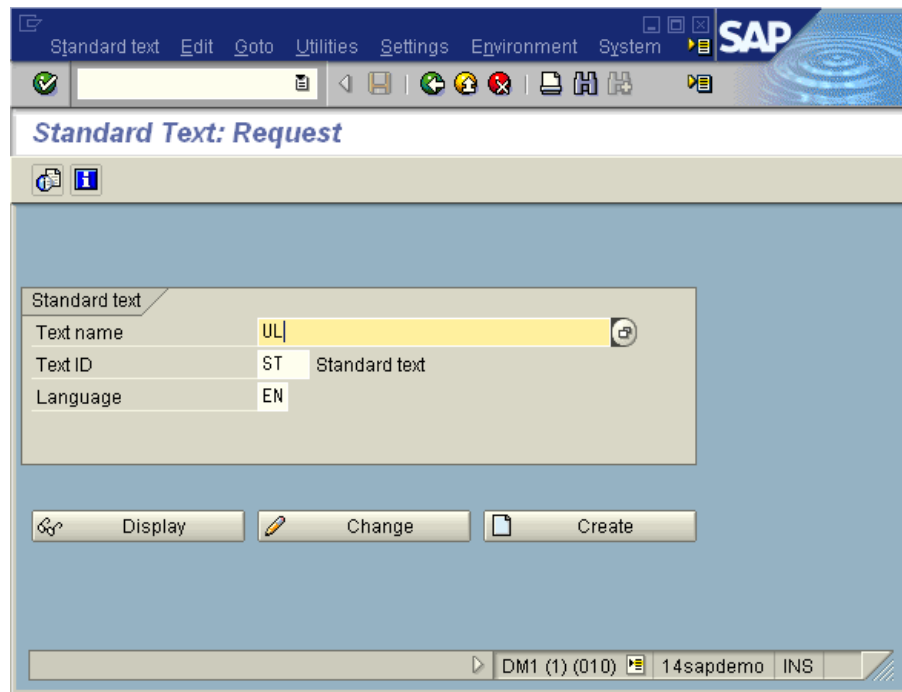 Standard text Edit Goto Utilities Settings Environment System SAP
Standard Text: Request
Standard text
Text name UL
Text ID ST Standard text
Language EN
Display Change Create
DM1 (1) (010) 14sapdemo INS